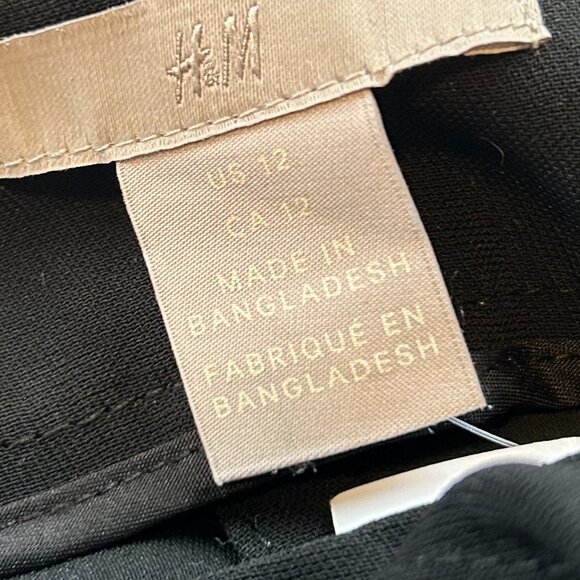 H&M
US 12
CA 12
MADE IN
BANGLADESH
FABRIQUÉ EN
BANGLADESH